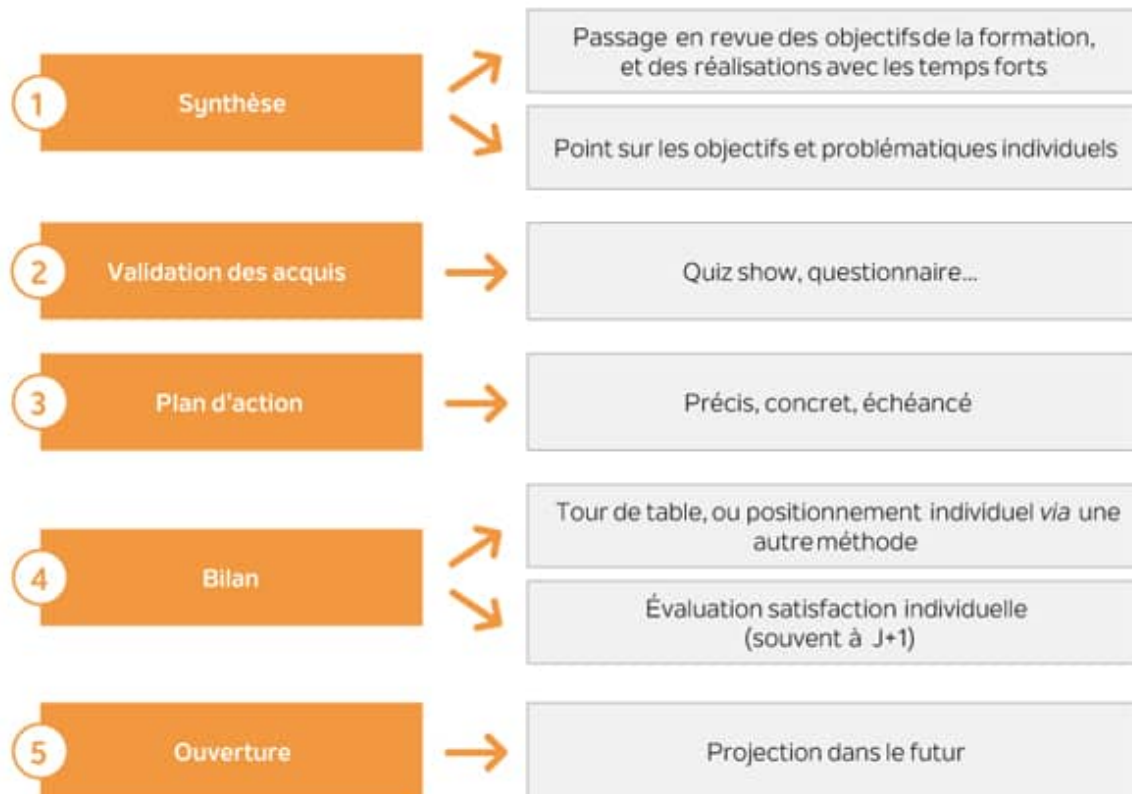 1
Synthèse
Passage en revue des objectifs de la formation,
et des réalisations avec les temps forts
Point sur les objectifs et problématiques individuels
2
Validation des acquis
Quiz show, questionnaire...
3
Plan d'action
Précis, concret, échéancé
4
Bilan
Tour de table, ou positionnement individuel via une
autre méthode
Évaluation satisfaction individuelle
(souvent à J+1)
5
Ouverture
Projection dans le futur